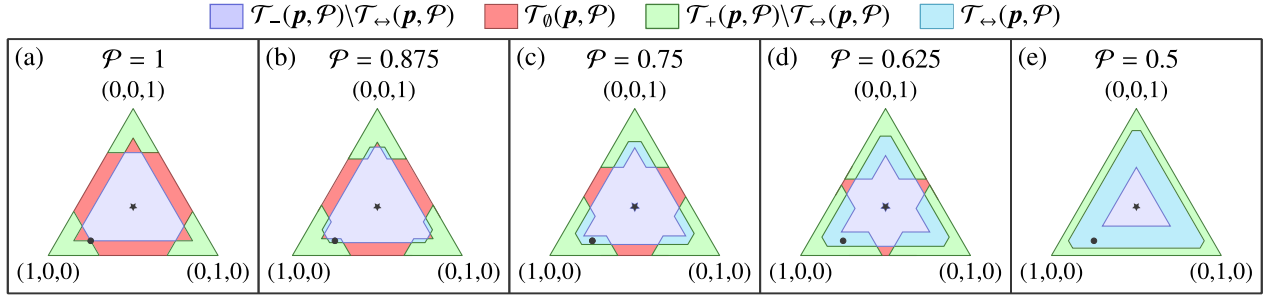 𝒯₋(𝒑, 𝒫)\𝒯↔(𝒑, 𝒫) 𝒯∅(𝒑, 𝒫) 𝒯₊(𝒑, 𝒫)\𝒯↔(𝒑, 𝒫) 𝒯↔(𝒑, 𝒫)
(a) 𝒫 = 1
(0,0,1)
(1,0,0) (0,1,0)
(b) 𝒫 = 0.875
(0,0,1)
(1,0,0) (0,1,0)
(c) 𝒫 = 0.75
(0,0,1)
(1,0,0) (0,1,0)
(d) 𝒫 = 0.625
(0,0,1)
(1,0,0) (0,1,0)
(e) 𝒫 = 0.5
(0,0,1)
(1,0,0) (0,1,0)